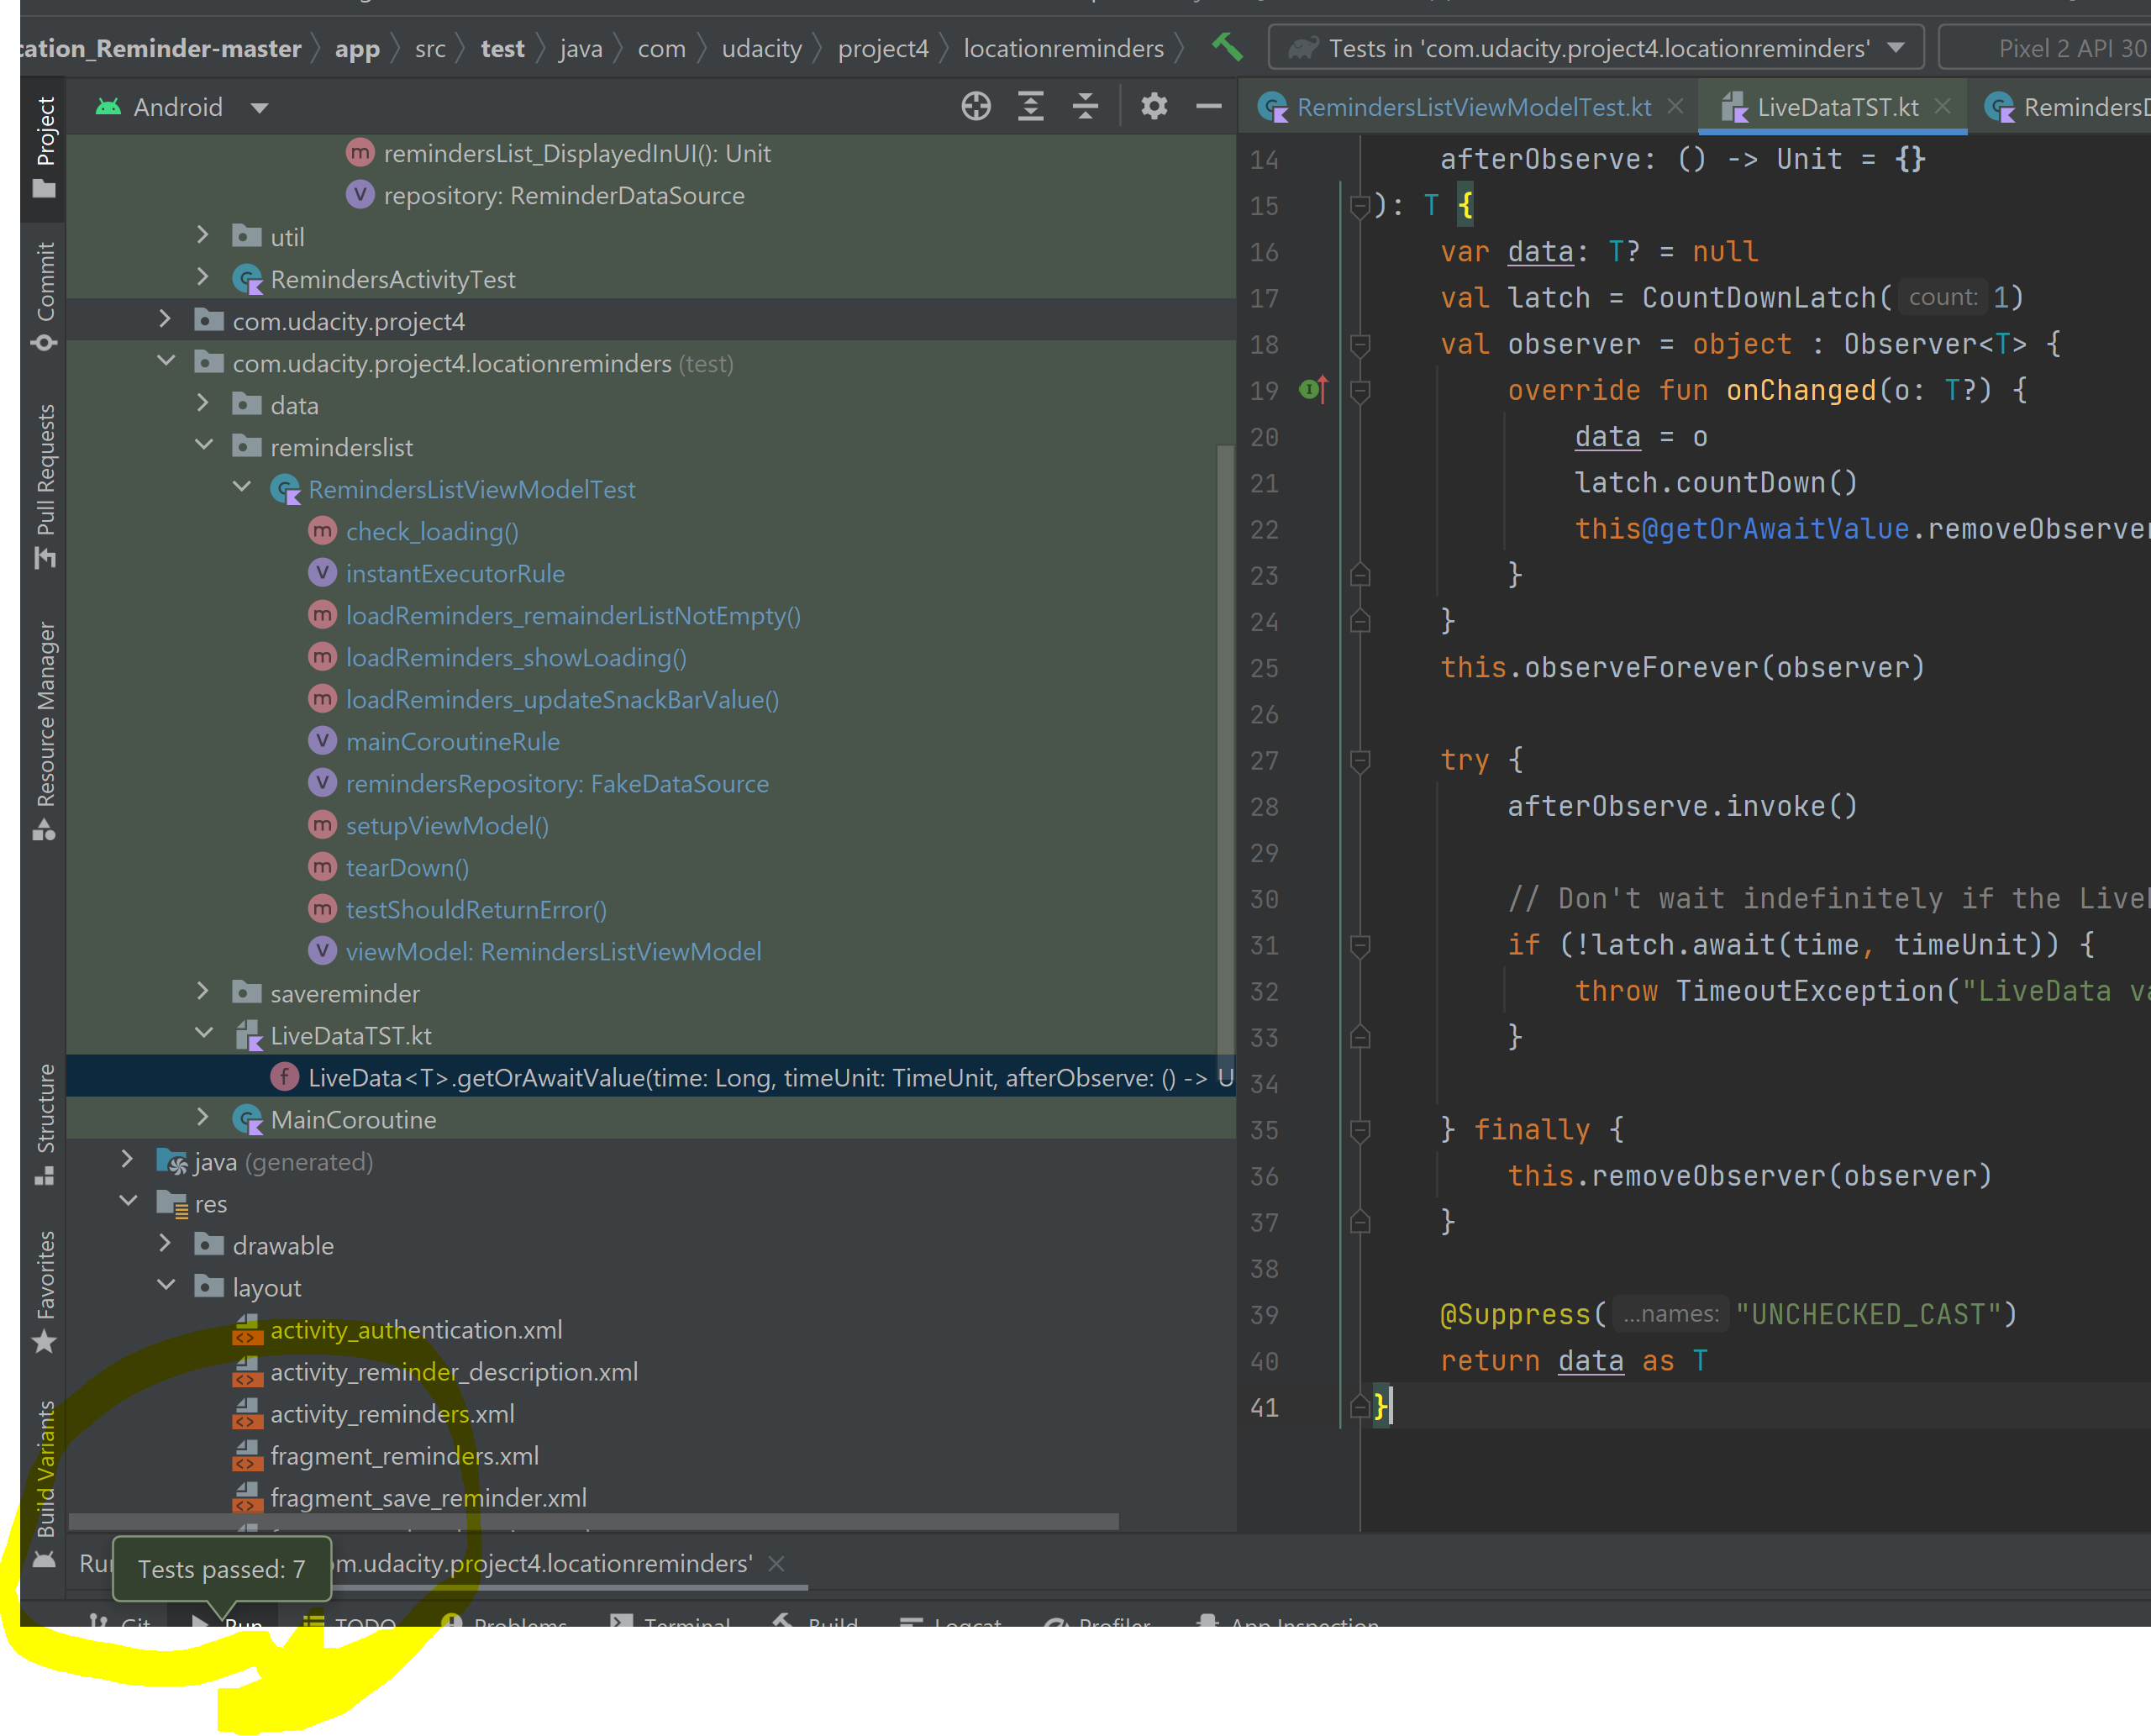 cation_Reminder-master app src test java com udacity project4 locationreminders Tests in 'com.udacity.project4.locationreminders' Pixel 2 API 30
Project
Commit
Pull Requests
Resource Manager
Structure
Favorites
Build Variants
Android
remindersList_DisplayedInUI(): Unit
repository: ReminderDataSource
util
RemindersActivityTest
com.udacity.project4
com.udacity.project4.locationreminders (test)
data
reminderslist
RemindersListViewModelTest
check_loading()
instantExecutorRule
loadReminders_remainderListNotEmpty()
loadReminders_showLoading()
loadReminders_updateSnackBarValue()
mainCoroutineRule
remindersRepository: FakeDataSource
setupViewModel()
tearDown()
testShouldReturnError()
viewModel: RemindersListViewModel
savereminder
LiveDataTST.kt
LiveData<T>.getOrAwaitValue(time: Long, timeUnit: TimeUnit, afterObserve: () -> U
MainCoroutine
java (generated)
res
drawable
layout
activity_authentication.xml
activity_reminder_description.xml
activity_reminders.xml
fragment_reminders.xml
fragment_save_reminder.xml
RemindersListViewModelTest.kt LiveDataTST.kt RemindersD
14 afterObserve: () -> Unit = {}
15 ): T {
16 var data: T? = null
17 val latch = CountDownLatch( count: 1)
18 val observer = object : Observer<T> {
19 override fun onChanged(o: T?) {
20 data = o
21 latch.countDown()
22 this@getOrAwaitValue.removeObserver
23 }
24 }
25 this.observeForever(observer)
26
27 try {
28 afterObserve.invoke()
29
30 // Don't wait indefinitely if the Live
31 if (!latch.await(time, timeUnit)) {
32 throw TimeoutException("LiveData va
33 }
34
35 } finally {
36 this.removeObserver(observer)
37 }
38
39 @Suppress( ...names: "UNCHECKED_CAST")
40 return data as T
41 }
Run om.udacity.project4.locationreminders'
Tests passed: 7
Git Run TODO Problems Terminal Build Logcat Profiler App Inspection